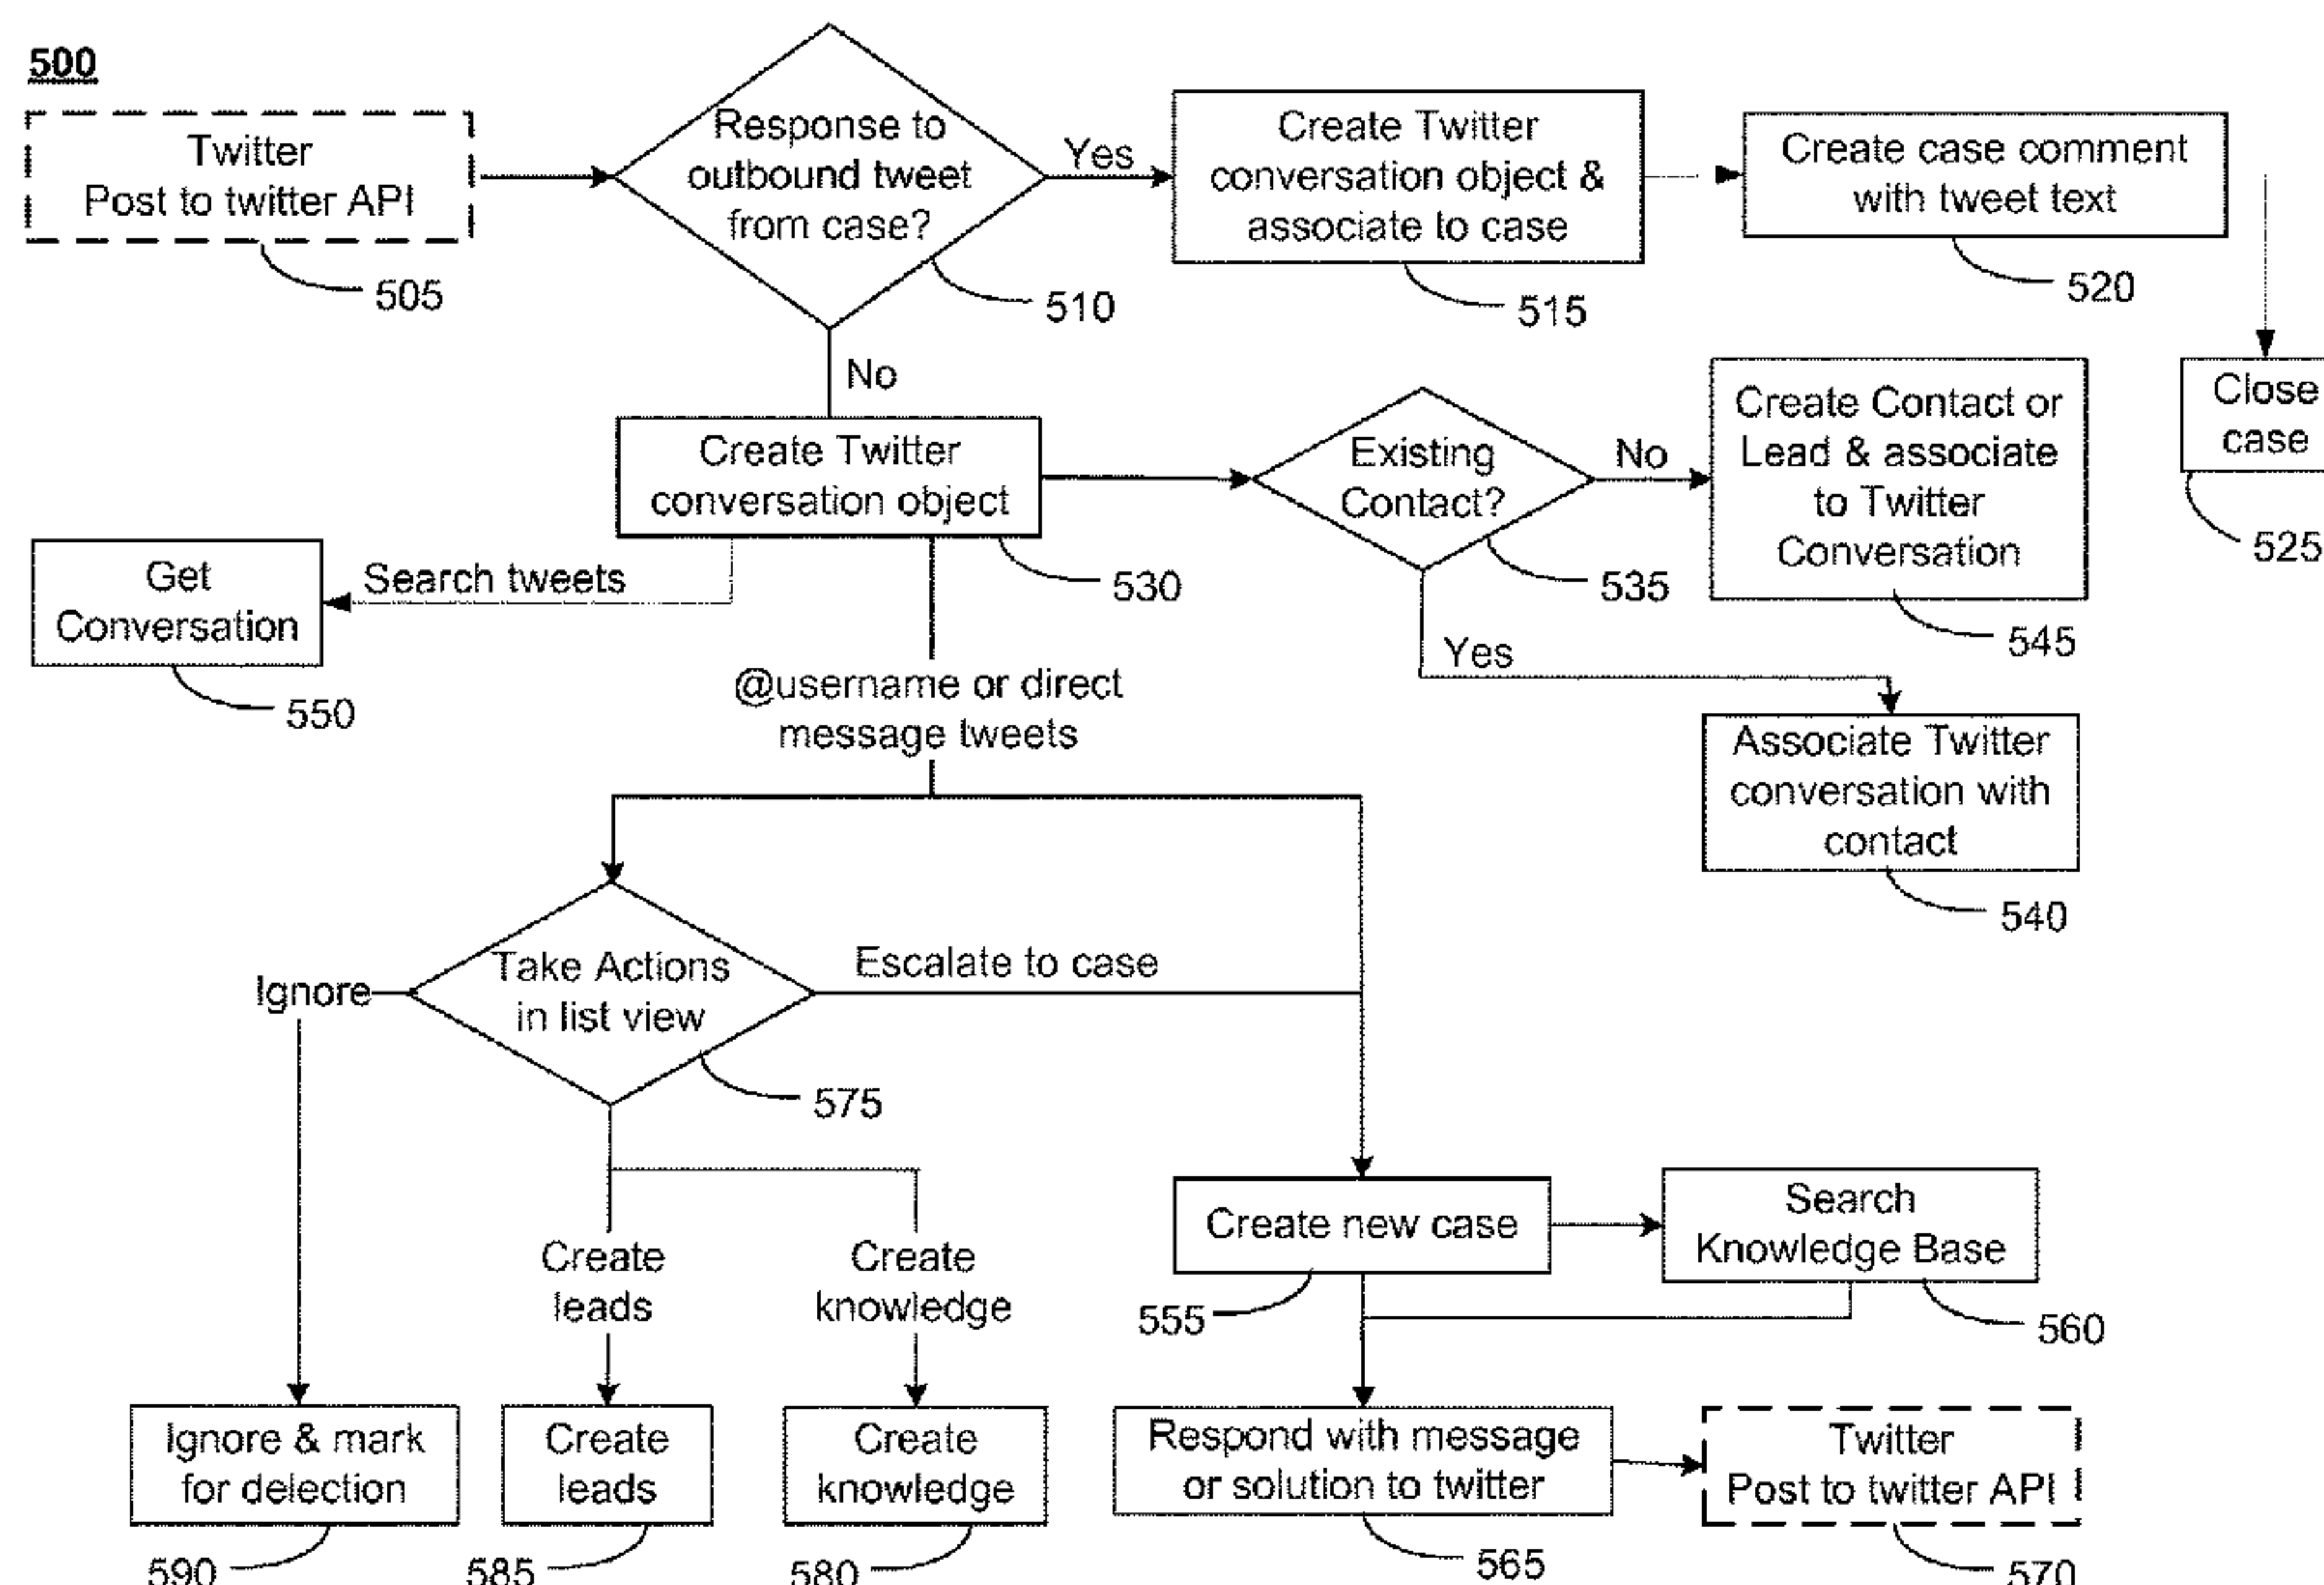 500
Twitter
Post to twitter API
505
Response to
outbound tweet
from case?
510
Yes
Create Twitter
conversation object &
associate to case
515
Create case comment
with tweet text
520
Close
case
525
No
Create Twitter
conversation object
530
Existing
Contact?
535
No
Create Contact or
Lead & associate
to Twitter
Conversation
545
Yes
Associate Twitter
conversation with
contact
540
Search tweets
Get
Conversation
550
@username or direct
message tweets
Take Actions
in list view
575
Ignore
Escalate to case
Create
leads
Create
knowledge
Create new case
555
Search
Knowledge Base
560
Ignore & mark
for delection
590
Create
leads
585
Create
knowledge
580
Respond with message
or solution to twitter
565
Twitter
Post to twitter API
570